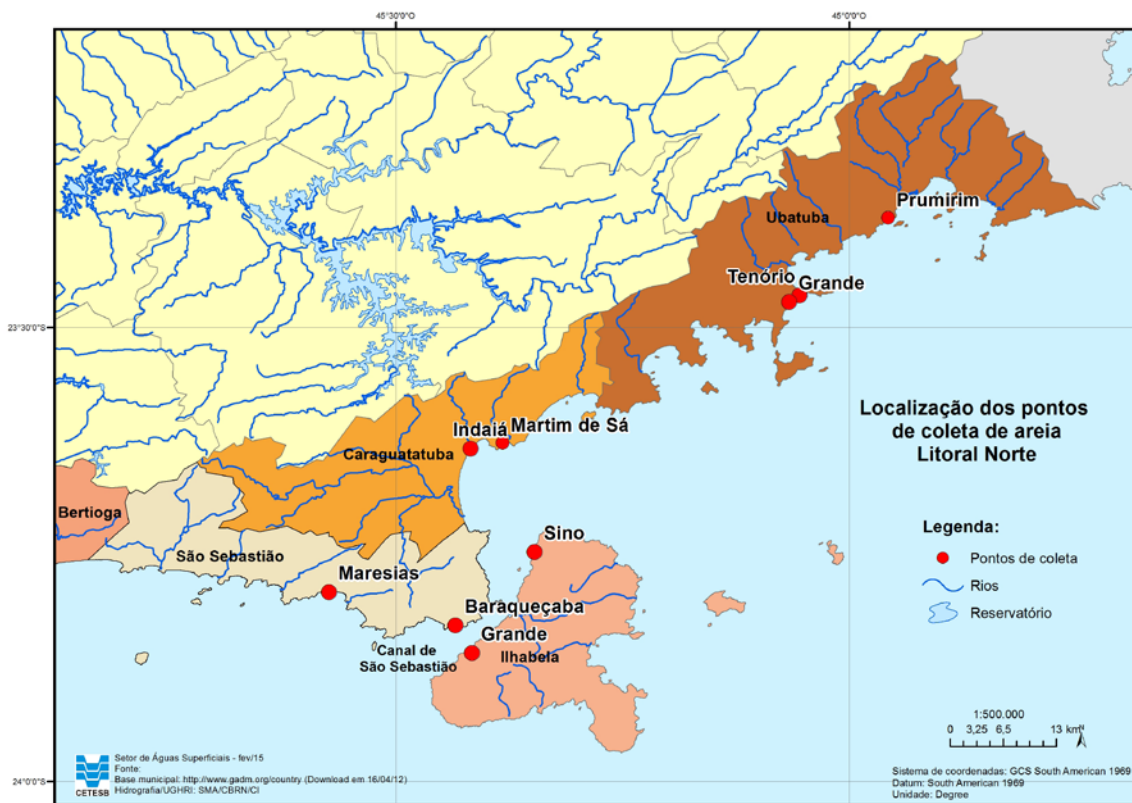 45°30'0"O
45°0'0"O
Prumirim
Ubatuba
Tenório
Grande
23°30'0"S
Localização dos pontos
de coleta de areia
Litoral Norte
Indaiá
Martim de Sá
Caraguatatuba
Bertioga
Legenda:
Sino
São Sebastião
Pontos de coleta
Maresias
Rios
Baraqueçaba
Reservatório
Grande
Canal de
São Sebastião
Ilhabela
1:500.000
0 3,25 6,5 13 km
N
Setor de Águas Superficiais - fev/15
Fonte:
Base municipal: http://www.gadm.org/country (Download em 16/04/12)
Hidrografia/UGHRI: SMA/CBRN/CI
CETESB
Sistema de coordenadas: GCS South American 1969
Datum: South American 1969
Unidade: Degree
24°0'0"S